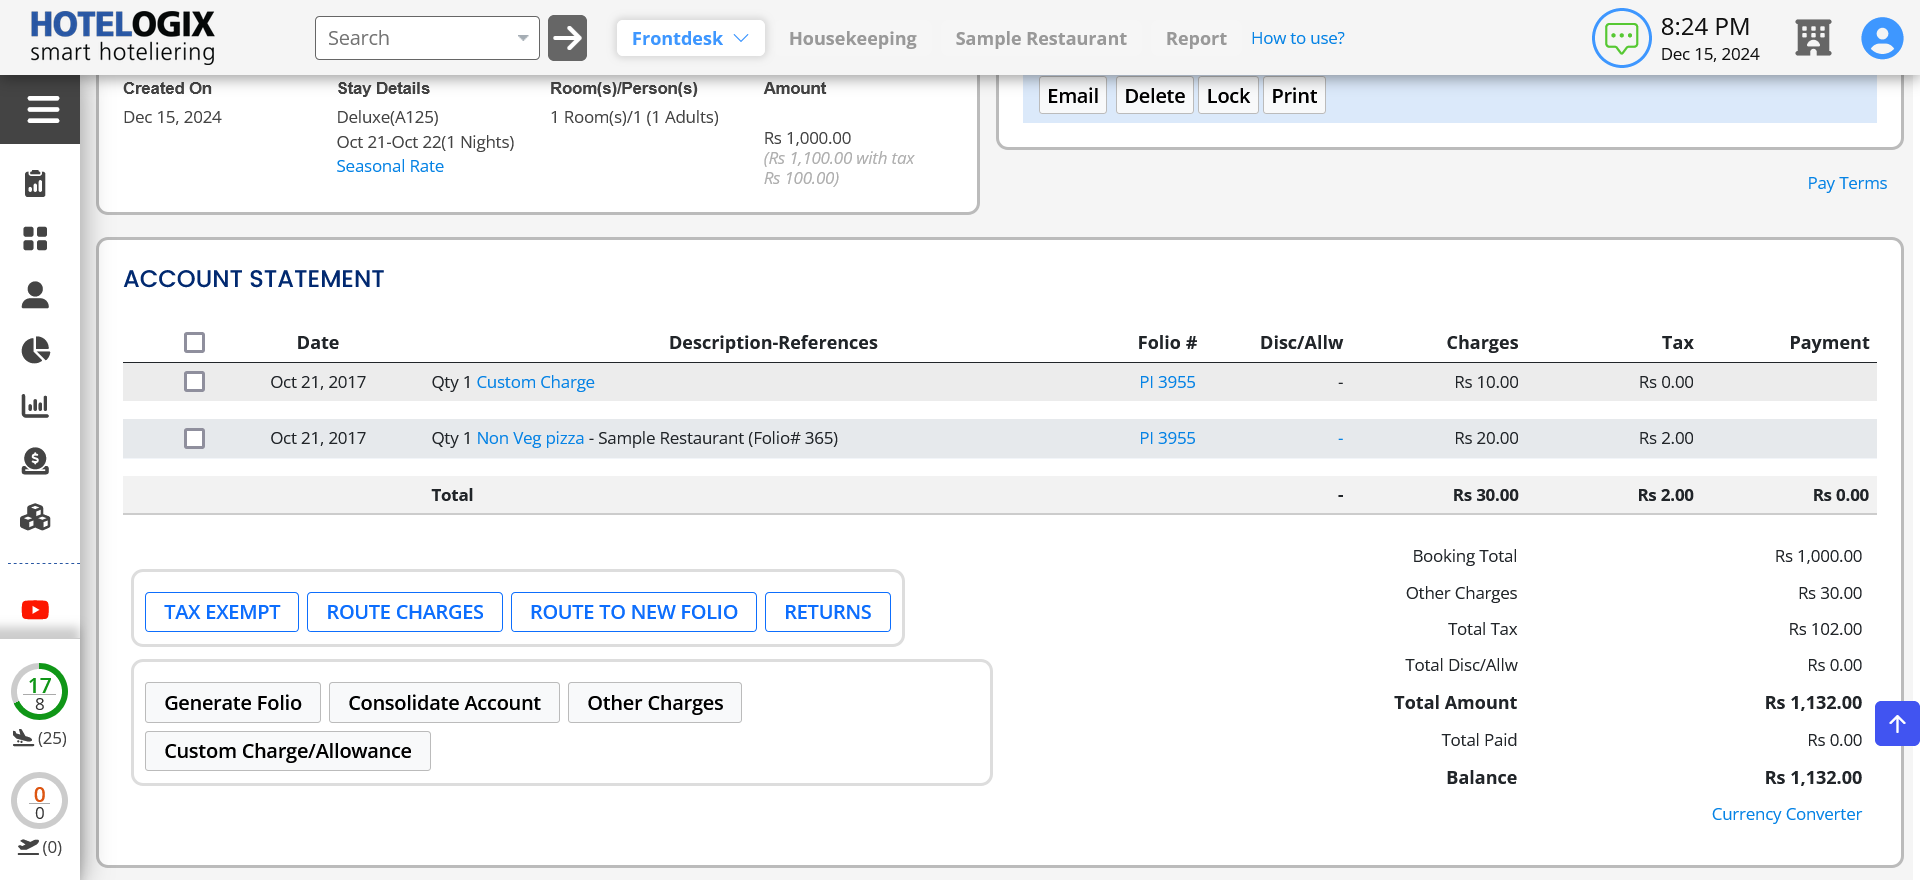 HOTELOGIX
smart hoteliering
Search
Frontdesk
Housekeeping
Sample Restaurant
Report
How to use?
8:24 PM
Dec 15, 2024
Created On
Stay Details
Room(s)/Person(s)
Amount
Dec 15, 2024
Deluxe(A125)
1 Room(s)/1 (1 Adults)
Oct 21-Oct 22(1 Nights)
Seasonal Rate
Rs 1,000.00
(Rs 1,100.00 with tax
Rs 100.00)
Email
Delete
Lock
Print
Pay Terms
ACCOUNT STATEMENT
Date Description-References Folio # Disc/Allw Charges Tax Payment
Oct 21, 2017 Qty 1 Custom Charge PI 3955 - Rs 10.00 Rs 0.00
Oct 21, 2017 Qty 1 Non Veg pizza - Sample Restaurant (Folio# 365) PI 3955 - Rs 20.00 Rs 2.00
Total - Rs 30.00 Rs 2.00 Rs 0.00
TAX EXEMPT
ROUTE CHARGES
ROUTE TO NEW FOLIO
RETURNS
Generate Folio
Consolidate Account
Other Charges
Custom Charge/Allowance
Booking Total Rs 1,000.00
Other Charges Rs 30.00
Total Tax Rs 102.00
Total Disc/Allw Rs 0.00
Total Amount Rs 1,132.00
Total Paid Rs 0.00
Balance Rs 1,132.00
Currency Converter
17
8
(25)
0
0
(0)